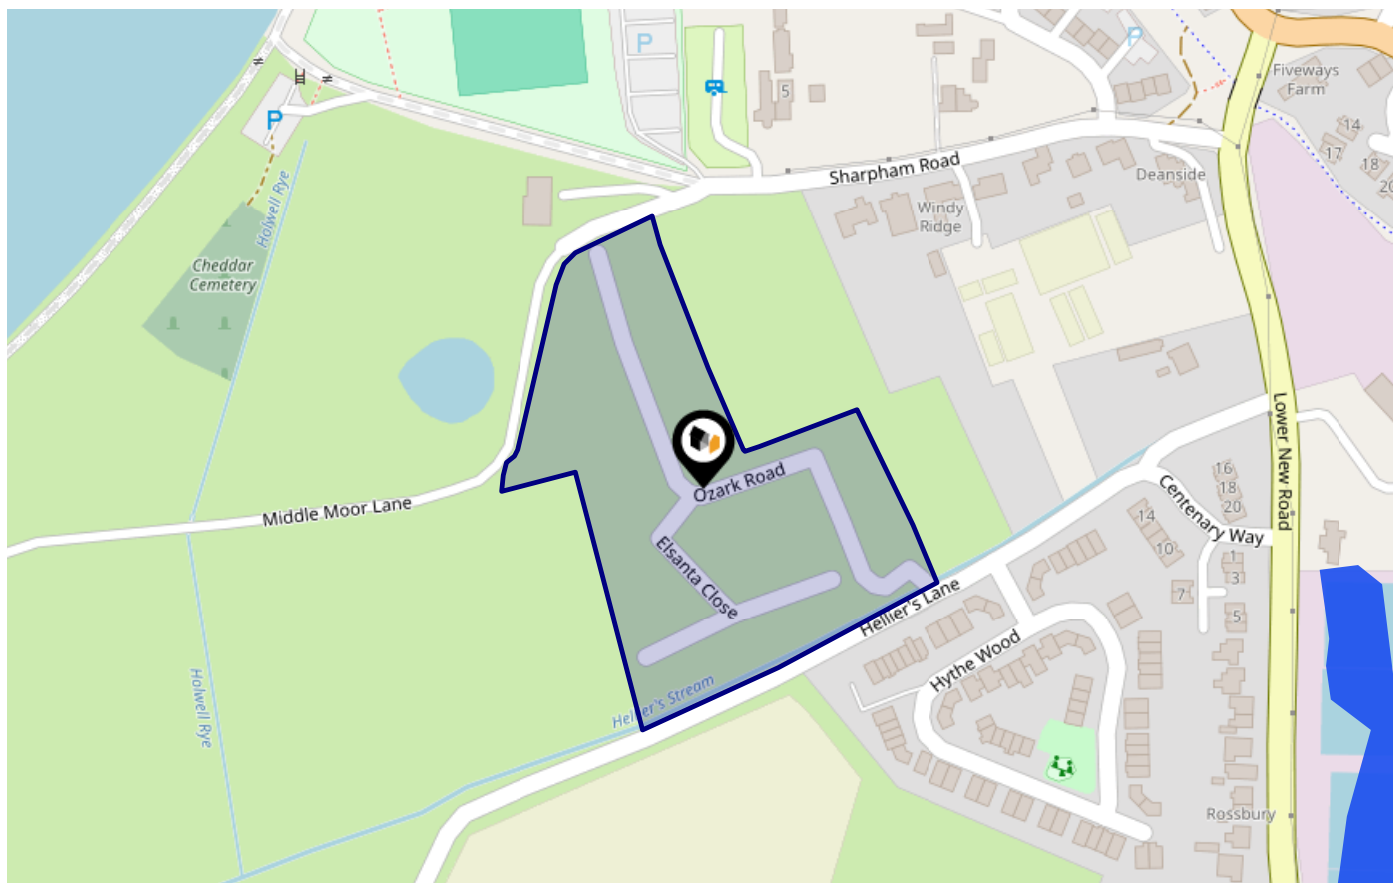 P
P
Fiveways
Farm
5
14
17
18
20
Sharpham Road
Deanside
Windy
Ridge
P
Holwell Rye
Cheddar
Cemetery
Lower New Road
Ozark Road
16
18
20
Centenary Way
14
10
Middle Moor Lane
Elsanta Close
1
3
7
5
Hellier's Lane
Hythe Wood
Holwell Rye
Hellier's Stream
Rossbury